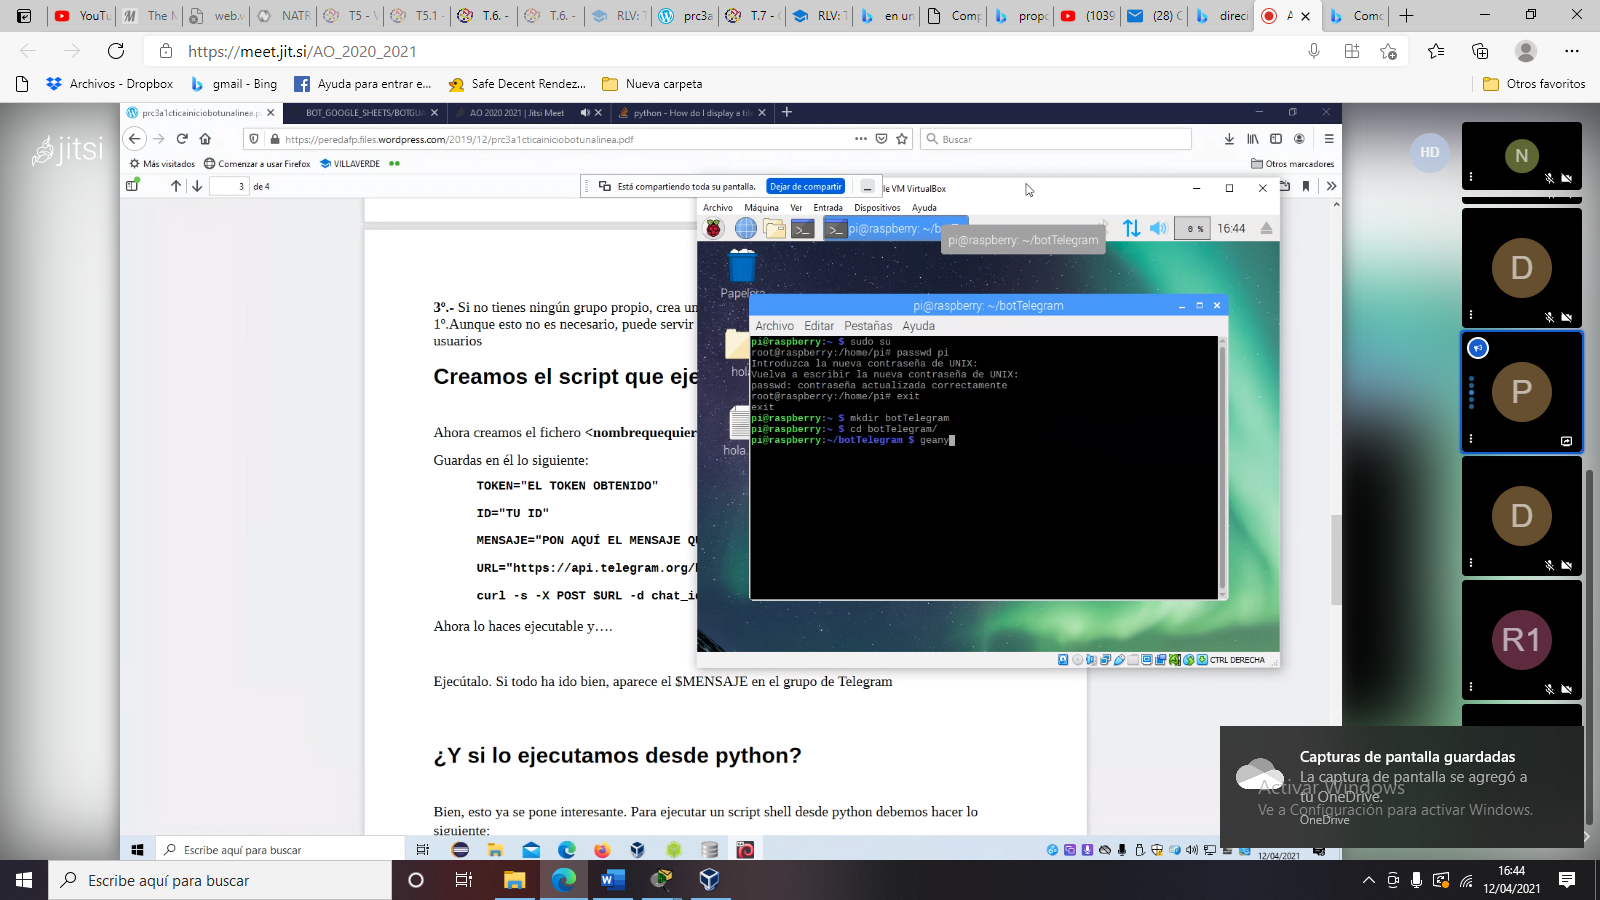 YouTu
The M
web.w
NATR
T5 - V
T5.1 -
T.6. -
T.6. -
RLV: T
prc3a
T.7 - C
RLV: T
en un
Comp
propo
(1039
(28) C
direci
A
Comc
https://meet.jit.si/AO_2020_2021
Archivos - Dropbox
gmail - Bing
Ayuda para entrar e...
Safe Decent Rendez...
Nueva carpeta
Otros favoritos
jitsi
prc3a1cticainiciobotunalinea.p
BOT_GOOGLE_SHEETS/BOTGUA
AO 2020 2021 | Jitsi Meet
python - How do I display a tile
https://peredafp.files.wordpress.com/2019/12/prc3a1cticainiciobotunalinea.pdf
Buscar
Más visitados
Comenzar a usar Firefox
VILLAVERDE
Otros marcadores
3
de 4
Está compartiendo toda su pantalla.
Dejar de compartir
le VM VirtualBox
Archivo
Máquina
Ver
Entrada
Dispositivos
Ayuda
pi@raspberry: ~/bo
0 %
16:44
pi@raspberry: ~/botTelegram
Papelera
hola
hola.
pi@raspberry: ~/botTelegram
Archivo Editar Pestañas Ayuda
pi@raspberry:~ $ sudo su
root@raspberry:/home/pi# passwd pi
Introduzca la nueva contraseña de UNIX:
Vuelva a escribir la nueva contraseña de UNIX:
passwd: contraseña actualizada correctamente
root@raspberry:/home/pi# exit
exit
pi@raspberry:~ $ mkdir botTelegram
pi@raspberry:~ $ cd botTelegram/
pi@raspberry:~/botTelegram $ geany
CTRL DERECHA
3º.- Si no tienes ningún grupo propio, crea un
1º.Aunque esto no es necesario, puede servir
usuarios
Creamos el script que eje
Ahora creamos el fichero <nombrequequier
Guardas en él lo siguiente:
TOKEN="EL TOKEN OBTENIDO"
ID="TU ID"
MENSAJE="PON AQUÍ EL MENSAJE QU
URL="https://api.telegram.org/b
curl -s -X POST $URL -d chat_id
Ahora lo haces ejecutable y….
Ejecútalo. Si todo ha ido bien, aparece el $MENSAJE en el grupo de Telegram
¿Y si lo ejecutamos desde python?
Bien, esto ya se pone interesante. Para ejecutar un script shell desde python debemos hacer lo
siguiente:
HD
N
D
P
D
R1
Capturas de pantalla guardadas
La captura de pantalla se agregó a
tu OneDrive.
OneDrive
Activar Windows
Ve a Configuración para activar Windows.
Escribe aquí para buscar
12/04/2021
Escribe aquí para buscar
16:44
12/04/2021